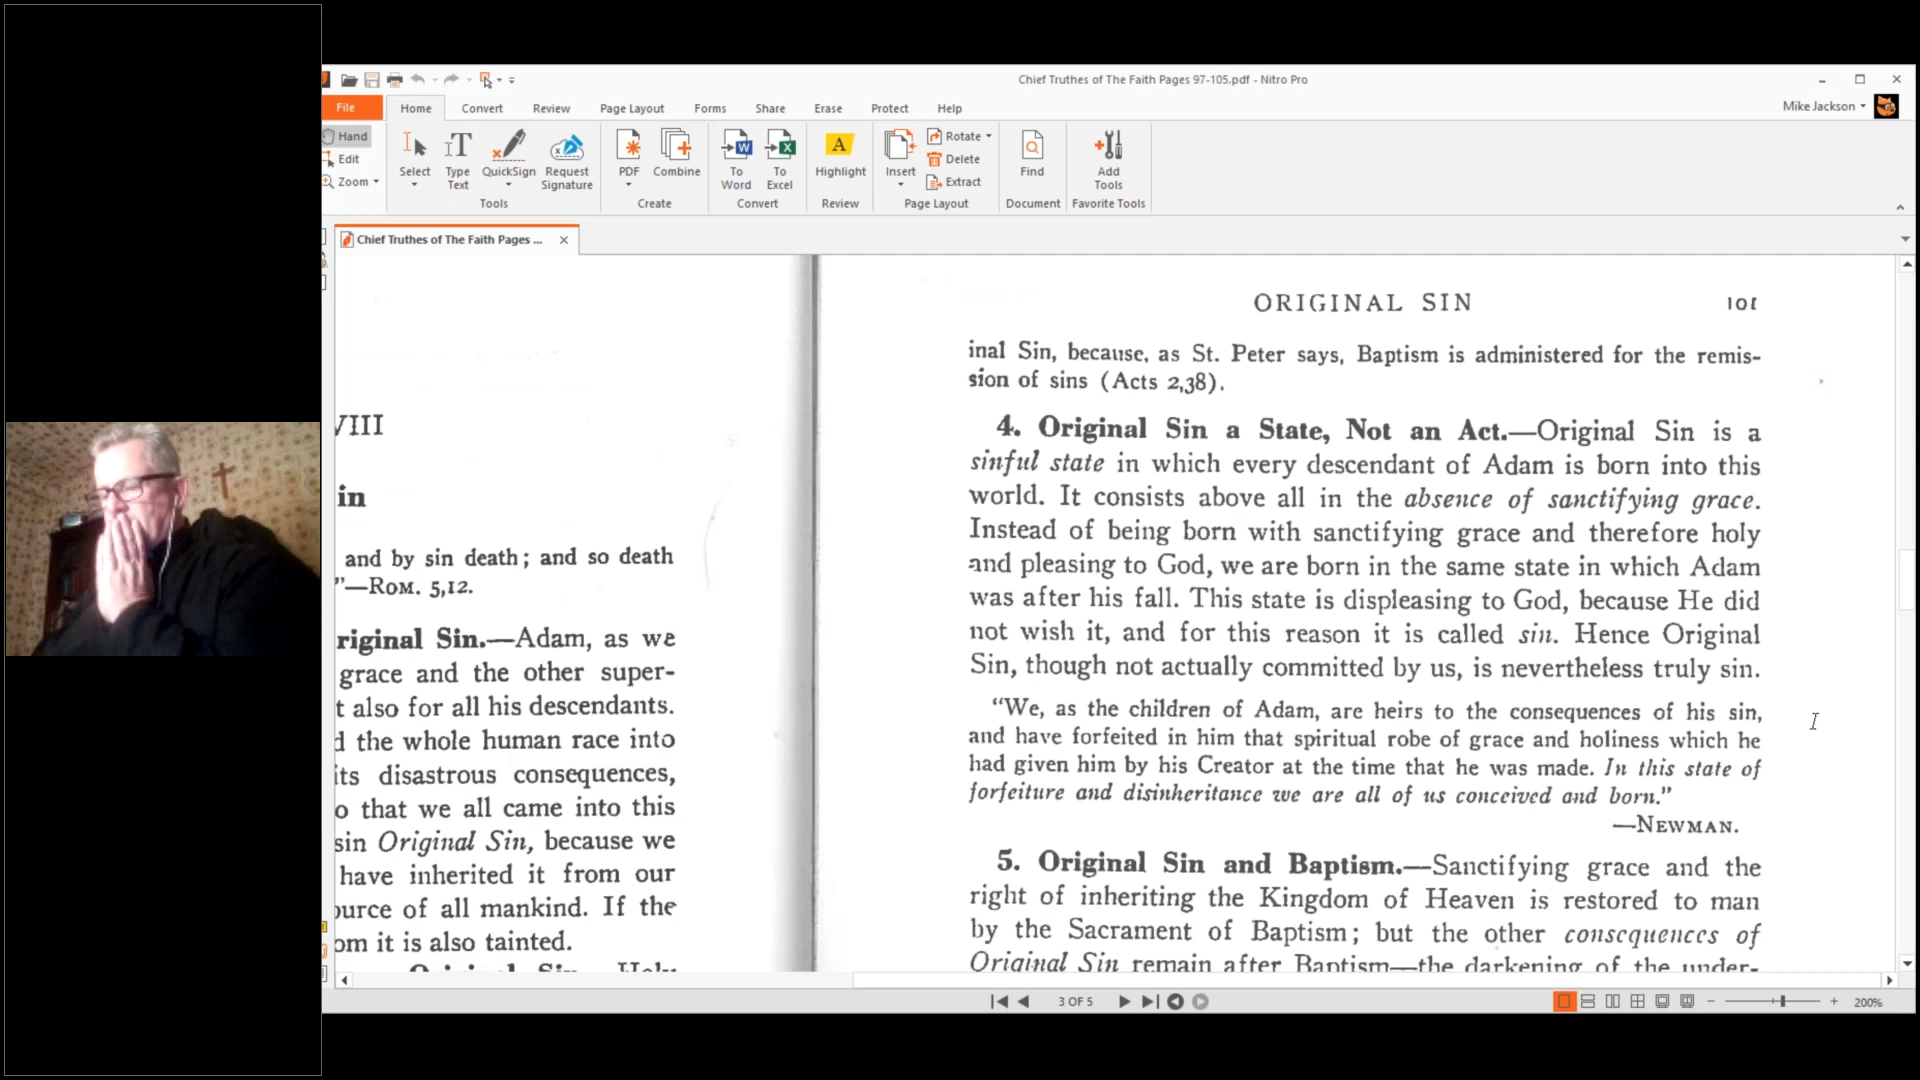 Chief Truthes of The Faith Pages 97-105.pdf - Nitro Pro
File Home Convert Review Page Layout Forms Share Erase Protect Help
Mike Jackson
Hand
Edit
Zoom
Select
Type Text
QuickSign
Request Signature
Tools
PDF
Combine
Create
To Word
To Excel
Convert
Highlight
Review
Insert
Rotate
Delete
Extract
Page Layout
Find
Document
Add Tools
Favorite Tools
Chief Truthes of The Faith Pages ...
VIII
in
and by sin death; and so death
"—ROM. 5,12.
riginal Sin.—Adam, as we
grace and the other super-
t also for all his descendants.
d the whole human race into
its disastrous consequences,
o that we all came into this
sin Original Sin, because we
have inherited it from our
ource of all mankind. If the
om it is also tainted.
ORIGINAL SIN 101
inal Sin, because, as St. Peter says, Baptism is administered for the remis-
sion of sins (Acts 2,38).
4. Original Sin a State, Not an Act.—Original Sin is a
sinful state in which every descendant of Adam is born into this
world. It consists above all in the absence of sanctifying grace.
Instead of being born with sanctifying grace and therefore holy
and pleasing to God, we are born in the same state in which Adam
was after his fall. This state is displeasing to God, because He did
not wish it, and for this reason it is called sin. Hence Original
Sin, though not actually committed by us, is nevertheless truly sin.
"We, as the children of Adam, are heirs to the consequences of his sin,
and have forfeited in him that spiritual robe of grace and holiness which he
had given him by his Creator at the time that he was made. In this state of
forfeiture and disinheritance we are all of us conceived and born."
—NEWMAN.
5. Original Sin and Baptism.—Sanctifying grace and the
right of inheriting the Kingdom of Heaven is restored to man
by the Sacrament of Baptism; but the other consequences of
Original Sin remain after Baptism—the darkening of the under-
3 OF 5
200%